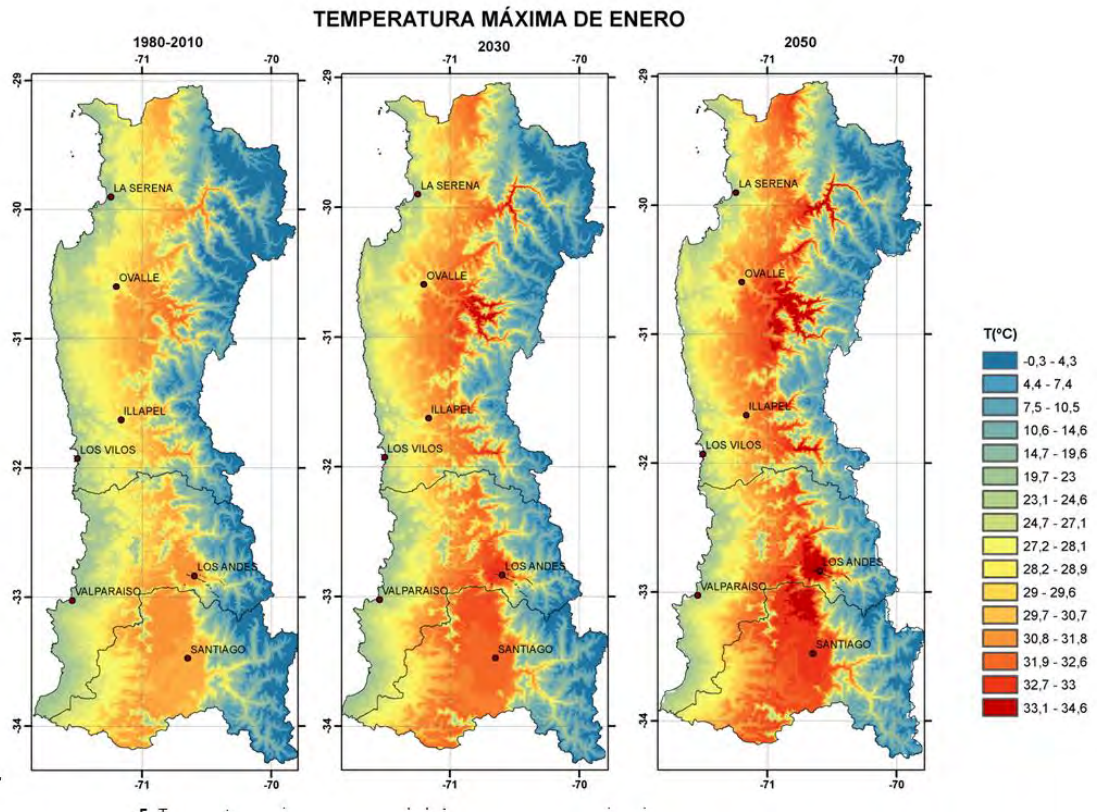 TEMPERATURA MÁXIMA DE ENERO
1980-2010
-71 -70
-29
-30
-31
-32
-33
-34
LA SERENA
OVALLE
ILLAPEL
LOS VILOS
LOS ANDES
VALPARAISO
SANTIAGO
-71 -70
2030
-71 -70
-29
-30
-31
-32
-33
-34
LA SERENA
OVALLE
ILLAPEL
LOS VILOS
LOS ANDES
VALPARAISO
SANTIAGO
-71 -70
2050
-71 -70
-29
-30
-31
-32
-33
-34
LA SERENA
OVALLE
ILLAPEL
LOS VILOS
LOS ANDES
VALPARAISO
SANTIAGO
-71 -70
T(ºC)
-0,3 - 4,3
4,4 - 7,4
7,5 - 10,5
10,6 - 14,6
14,7 - 19,6
19,7 - 23
23,1 - 24,6
24,7 - 27,1
27,2 - 28,1
28,2 - 28,9
29 - 29,6
29,7 - 30,7
30,8 - 31,8
31,9 - 32,6
32,7 - 33
33,1 - 34,6